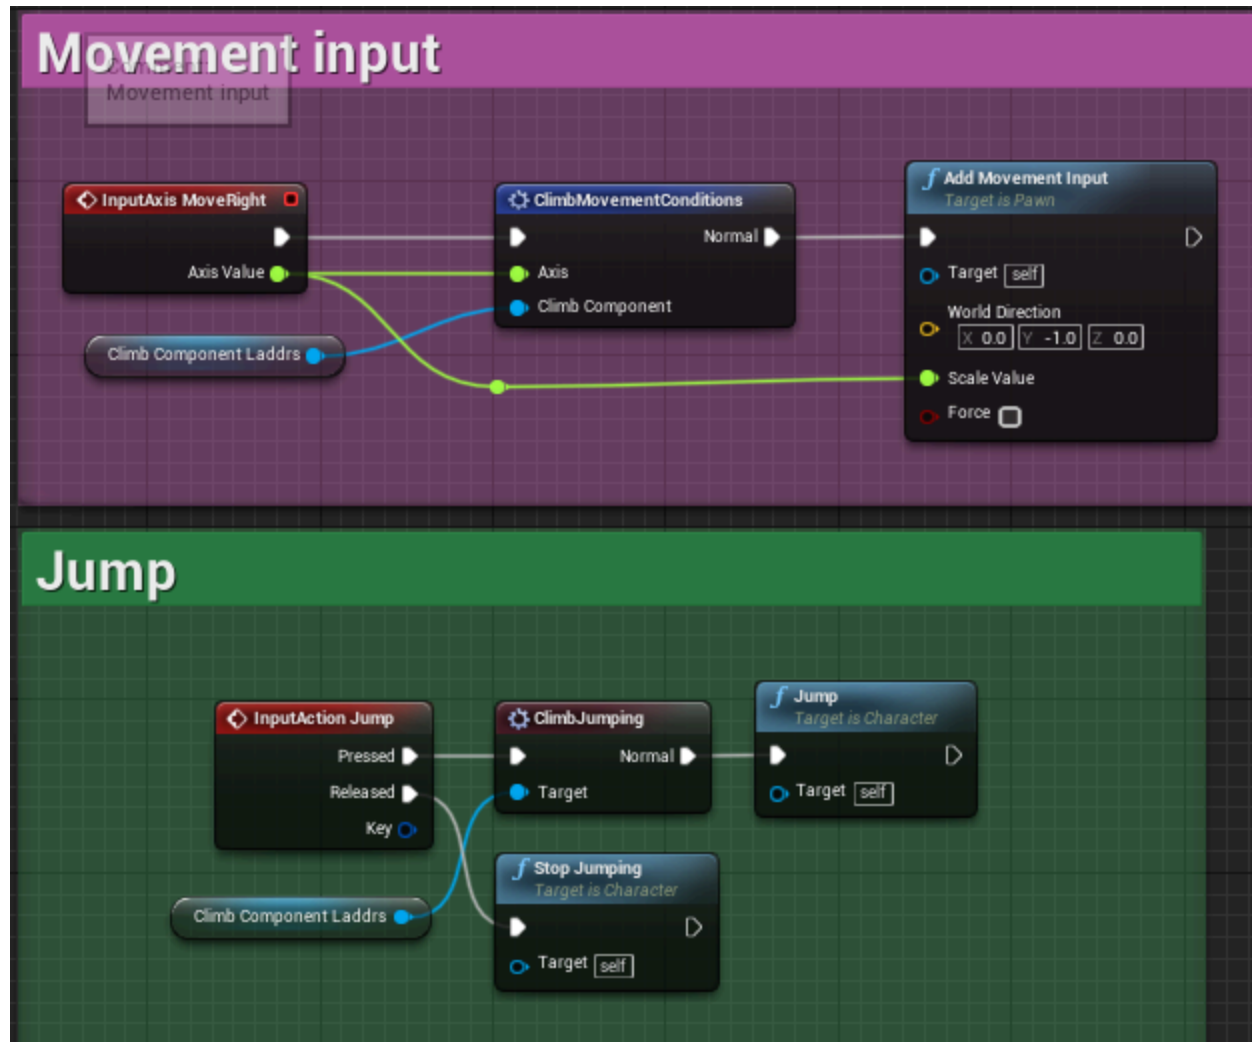 Movement input
Comment
Movement input
InputAxis MoveRight
Axis Value
Climb Component Laddrs
ClimbMovementConditions
Normal
Axis
Climb Component
f Add Movement Input
Target is Pawn
Target self
World Direction
X 0.0 Y -1.0 Z 0.0
Scale Value
Force
Jump
InputAction Jump
Pressed
Released
Key
Climb Component Laddrs
ClimbJumping
Normal
Target
f Jump
Target is Character
Target self
f Stop Jumping
Target is Character
Target self